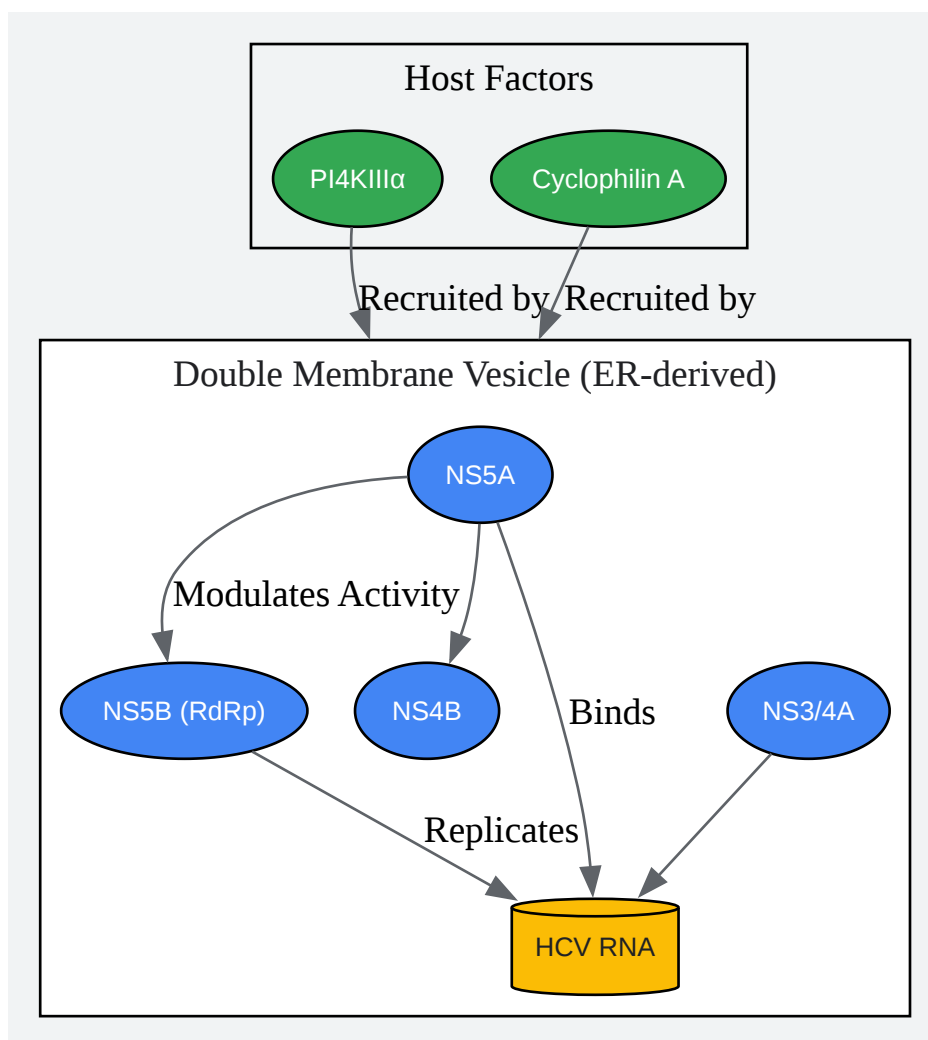 Host Factors
PI4KIIIα
Cyclophilin A
Recruited by
Recruited by
Double Membrane Vesicle (ER-derived)
NS5A
Modulates Activity
NS5B (RdRp)
NS4B
Binds
NS3/4A
Replicates
HCV RNA